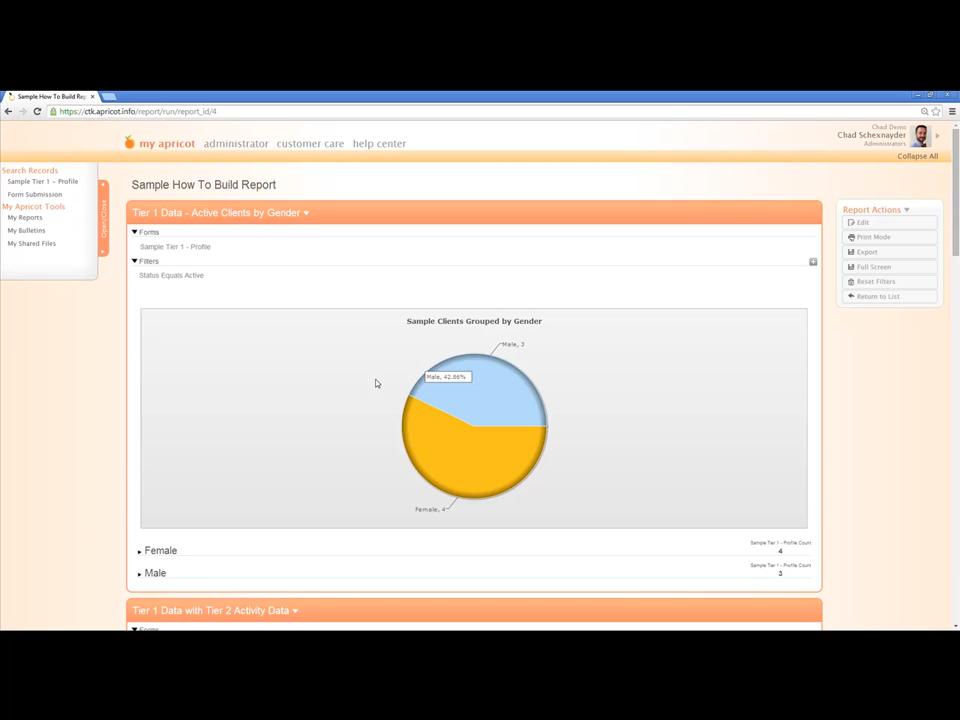 Sample How To Build Rep
https://ctk.apricot.info/report/run/report_id/4
my apricot administrator customer care help center
Chad Demo
Chad Schexnayder
Administrators
Collapse All
Search Records
Sample Tier 1 - Profile
Form Submission
My Apricot Tools
My Reports
My Bulletins
My Shared Files
Open/Close
Sample How To Build Report
Tier 1 Data - Active Clients by Gender
Forms
Sample Tier 1 - Profile
Filters
Status Equals Active
Report Actions
Edit
Print Mode
Export
Full Screen
Reset Filters
Return to List
Sample Clients Grouped by Gender
Male, 3
Male, 42.86%
Female, 4
Female
Sample Tier 1 - Profile Count
4
Male
Sample Tier 1 - Profile Count
3
Tier 1 Data with Tier 2 Activity Data
Forms